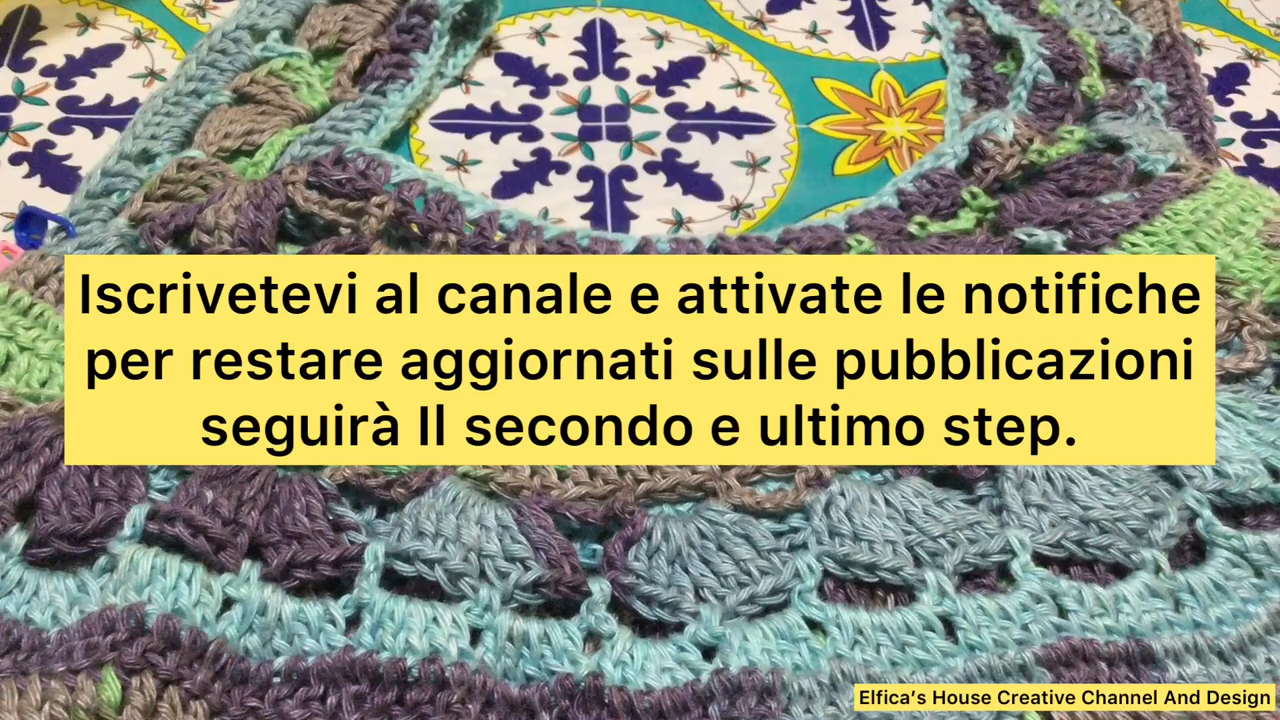 Iscrivetevi al canale e attivate le notifiche
per restare aggiornati sulle pubblicazioni
seguirà Il secondo e ultimo step.
Elfica’s House Creative Channel And Design